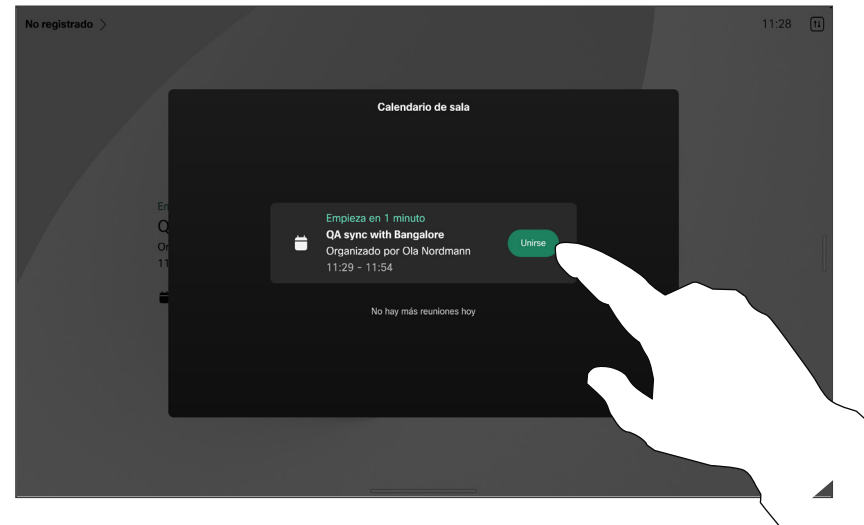 No registrado
11:28
Calendario de sala
Empieza en 1 minuto
QA sync with Bangalore
Organizado por Ola Nordmann
11:29 - 11:54
Unirse
No hay más reuniones hoy